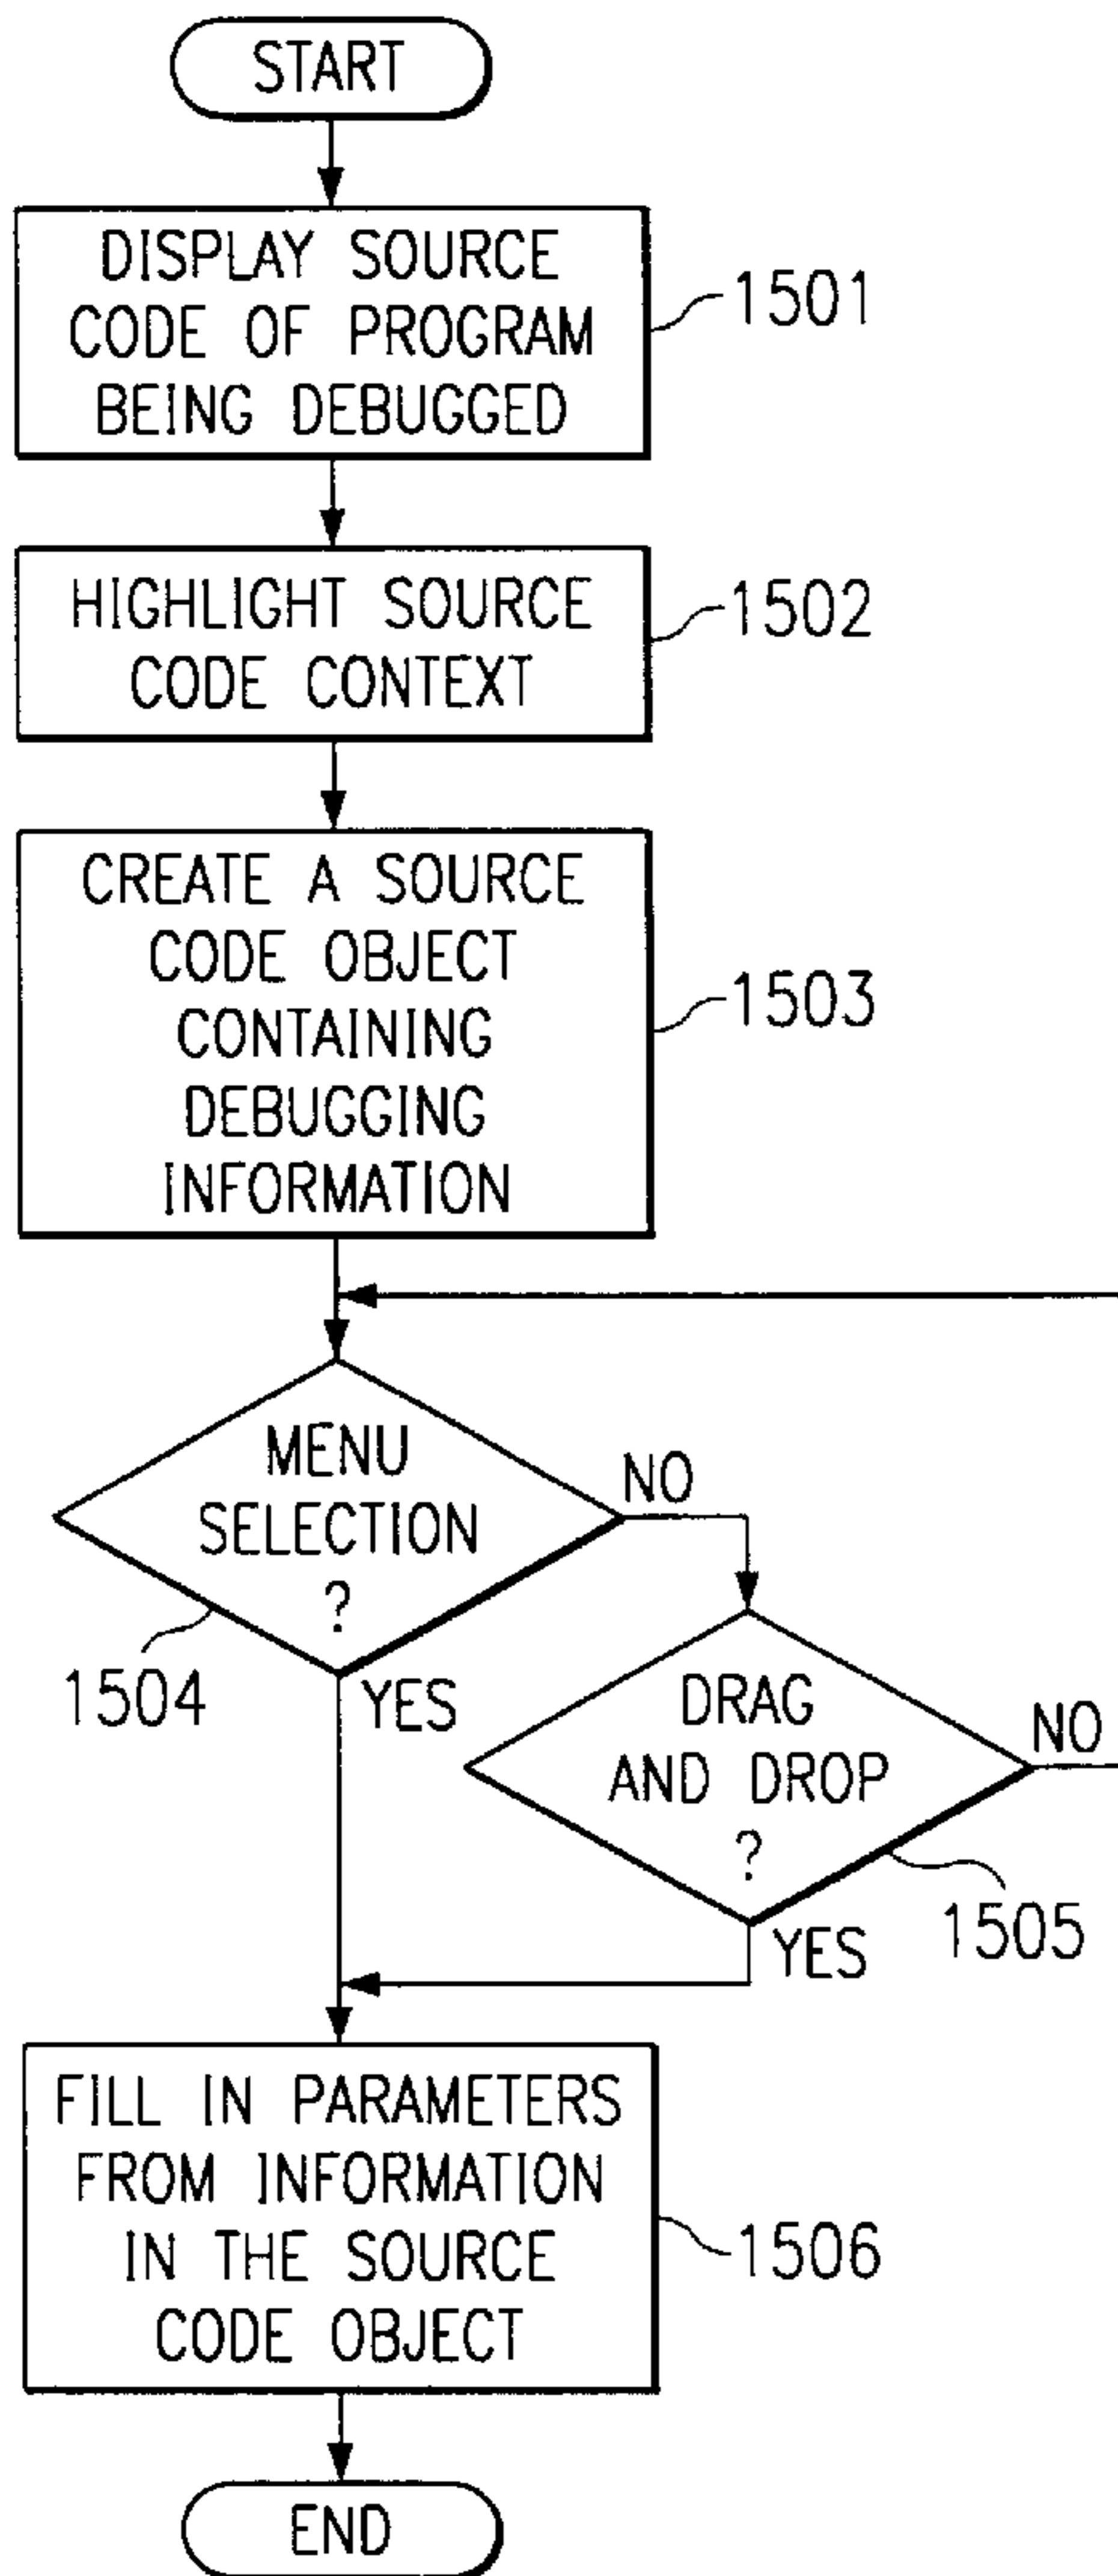 START
DISPLAY SOURCE
CODE OF PROGRAM
BEING DEBUGGED
1501
HIGHLIGHT SOURCE
CODE CONTEXT
1502
CREATE A SOURCE
CODE OBJECT
CONTAINING
DEBUGGING
INFORMATION
1503
MENU
SELECTION
?
NO
1504
YES
DRAG
AND DROP
?
NO
1505
YES
FILL IN PARAMETERS
FROM INFORMATION
IN THE SOURCE
CODE OBJECT
1506
END